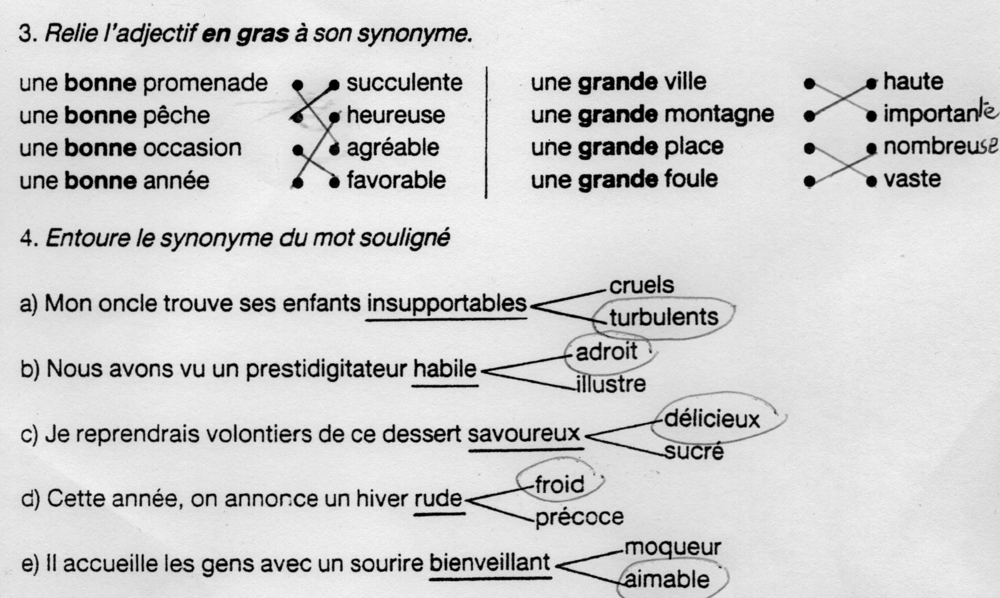 3. Relie l'adjectif en gras à son synonyme.
une bonne promenade succulente
une bonne pêche heureuse
une bonne occasion agréable
une bonne année favorable
une grande ville haute
une grande montagne importante
une grande place nombreuse
une grande foule vaste
4. Entoure le synonyme du mot souligné
cruels
a) Mon oncle trouve ses enfants insupportables
turbulents
adroit
b) Nous avons vu un prestidigitateur habile
illustre
délicieux
c) Je reprendrais volontiers de ce dessert savoureux
sucré
froid
d) Cette année, on annonce un hiver rude
précoce
moqueur
e) Il accueille les gens avec un sourire bienveillant
aimable